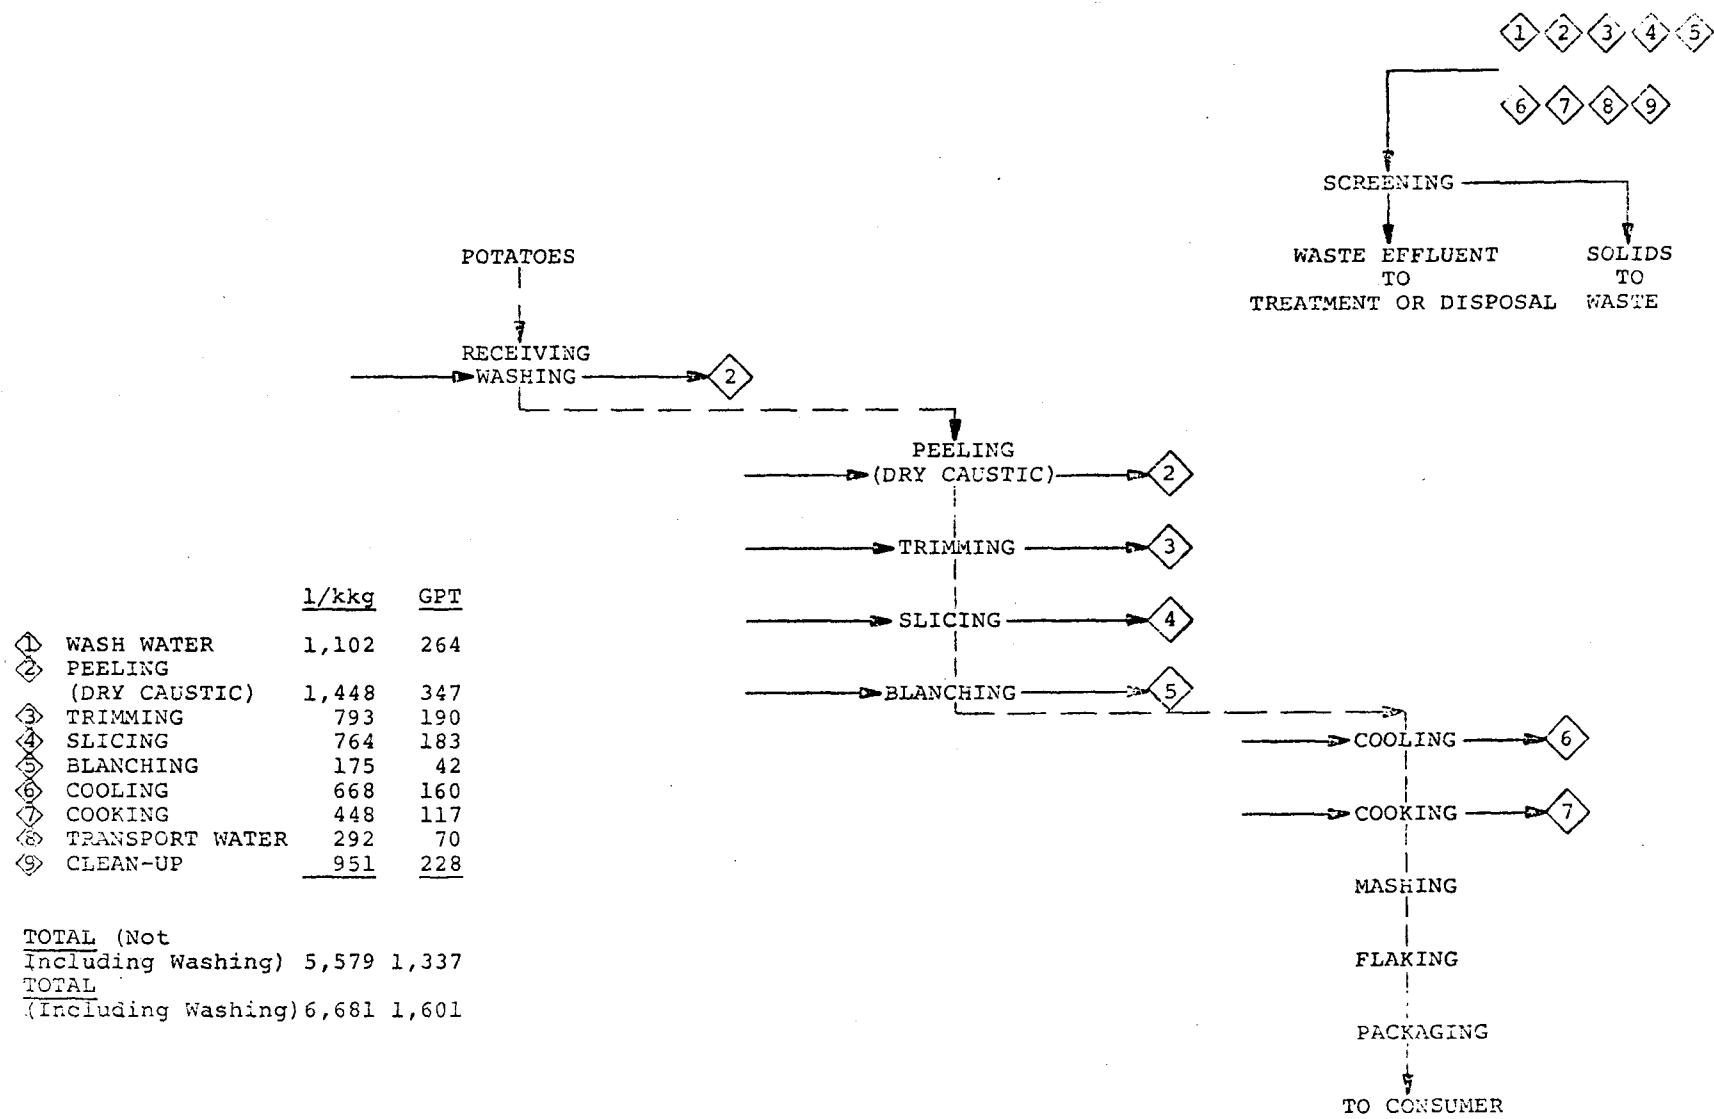 1 2 3 4 5
6 7 8 9
SCREENING
WASTE EFFLUENT
TO
TREATMENT OR DISPOSAL
SOLIDS
TO
WASTE
POTATOES
RECEIVING
WASHING 2
PEELING
(DRY CAUSTIC) 2
TRIMMING 3
SLICING 4
BLANCHING 5
COOLING 6
COOKING 7
MASHING
FLAKING
PACKAGING
TO CONSUMER
l/kkg GPT
1 WASH WATER 1,102 264
2 PEELING
(DRY CAUSTIC) 1,448 347
3 TRIMMING 793 190
4 SLICING 764 183
5 BLANCHING 175 42
6 COOLING 668 160
7 COOKING 448 117
8 TRANSPORT WATER 292 70
9 CLEAN-UP 951 228
TOTAL (Not
Including Washing) 5,579 1,337
TOTAL
(Including Washing) 6,681 1,601